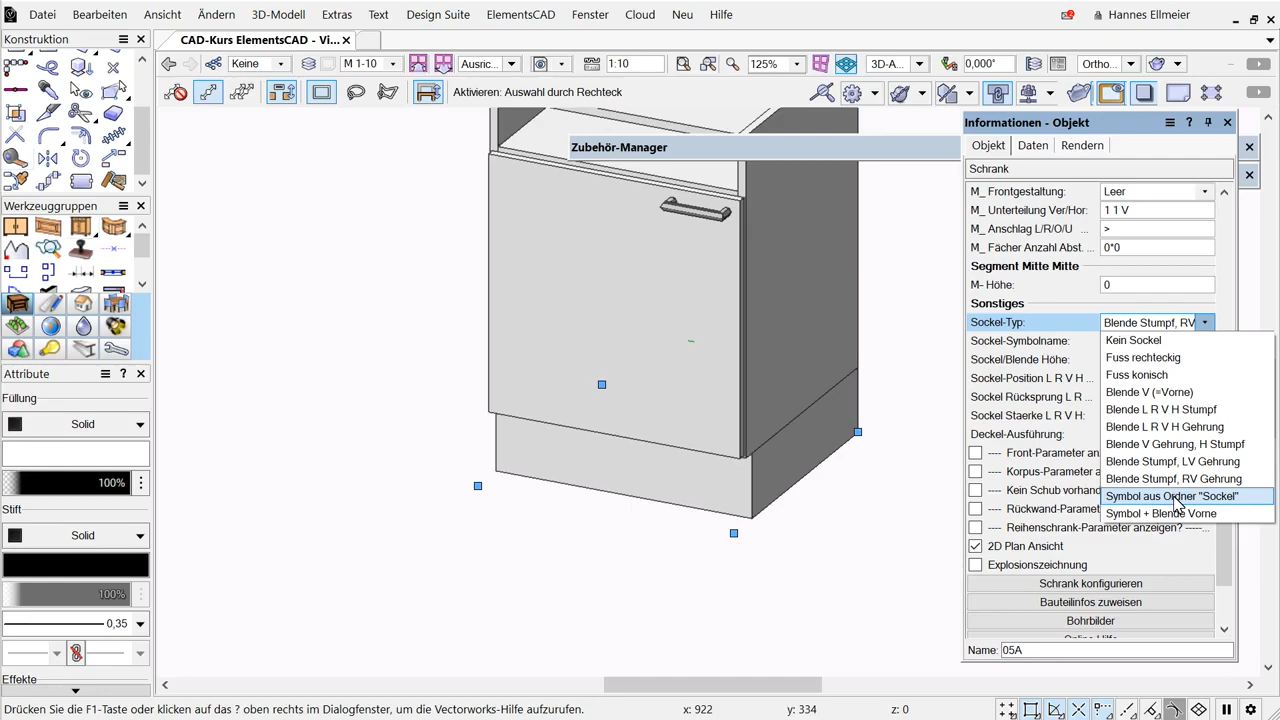 Datei Bearbeiten Ansicht Ändern 3D-Modell Extras Text Design Suite ElementsCAD Fenster Cloud Neu Hilfe Hannes Ellmeier
Konstruktion
CAD-Kurs ElementsCAD – Vi...
Keine M 1-10 Ausric... 1:10 125% 3D-A... 0,000° Ortho...
Aktivieren: Auswahl durch Rechteck
Zubehör-Manager
Informationen - Objekt
Objekt Daten Rendern
Schrank
M_ Frontgestaltung: Leer
M_ Unterteilung Ver/Hor: 1 1 V
M_ Anschlag L/R/O/U ... >
M_ Fächer Anzahl Abst. ... 0*0
Segment Mitte Mitte
M- Höhe: 0
Sonstiges
Sockel-Typ: Blende Stumpf, RV
Sockel-Symbolname:
Sockel/Blende Höhe:
Sockel-Position L R V H ...
Sockel Rücksprung L R ...
Sockel Staerke L R V H:
Deckel-Ausführung:
---- Front-Parameter an
---- Korpus-Parameter a
---- Kein Schub vorhand
---- Rückwand-Paramete
---- Reihenschrank-Parameter anzeigen? -----...
2D Plan Ansicht
Explosionszeichnung
Schrank konfigurieren
Bauteilinfos zuweisen
Bohrbilder
Name: 05A
Kein Sockel
Fuss rechteckig
Fuss konisch
Blende V (=Vorne)
Blende L R V H Stumpf
Blende L R V H Gehrung
Blende V Gehrung, H Stumpf
Blende Stumpf, LV Gehrung
Blende Stumpf, RV Gehrung
Symbol aus Ordner "Sockel"
Symbol + Blende Vorne
Werkzeuggruppen
Attribute
Füllung
Solid
100%
Stift
Solid
100%
0,35
Effekte
Drücken Sie die F1-Taste oder klicken auf das ? oben rechts im Dialogfenster, um die Vectorworks-Hilfe aufzurufen. x: 922 y: 334 z: 0